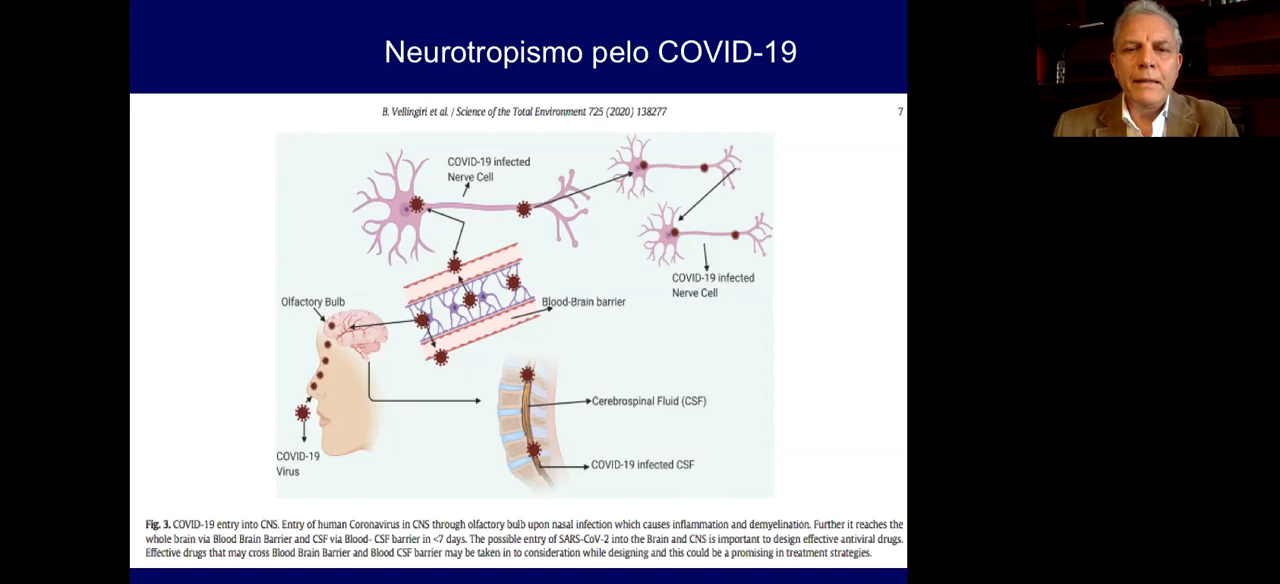 Neurotropismo pelo COVID-19
B. Vellingiri et al. / Science of the Total Environment 725 (2020) 138277
7
COVID-19 infected
Nerve Cell
COVID-19 infected
Nerve Cell
Olfactory Bulb
Blood-Brain barrier
Cerebrospinal Fluid (CSF)
COVID-19
Virus
COVID-19 infected CSF
Fig. 3. COVID-19 entry into CNS. Entry of human Coronavirus in CNS through olfactory bulb upon nasal infection which causes inflammation and demyelination. Further it reaches the
whole brain via Blood Brain Barrier and CSF via Blood- CSF barrier in <7 days. The possible entry of SARS-CoV-2 into the Brain and CNS is important to design effective antiviral drugs.
Effective drugs that may cross Blood Brain Barrier and Blood CSF barrier may be taken in to consideration while designing and this could be a promising in treatment strategies.